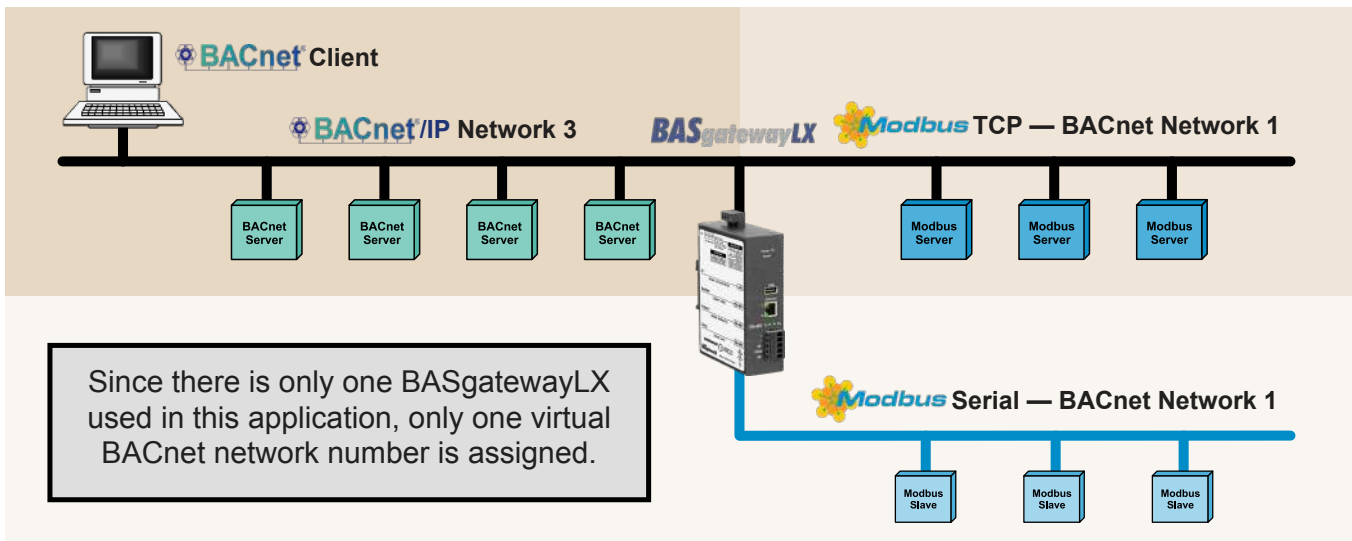 BACnet® Client
BACnet®/IP Network 3
BASgatewayLX
Modbus TCP — BACnet Network 1
BACnet
Server
BACnet
Server
BACnet
Server
BACnet
Server
Modbus
Server
Modbus
Server
Modbus
Server
Since there is only one BASgatewayLX
used in this application, only one virtual
BACnet network number is assigned.
Modbus Serial — BACnet Network 1
Modbus
Slave
Modbus
Slave
Modbus
Slave